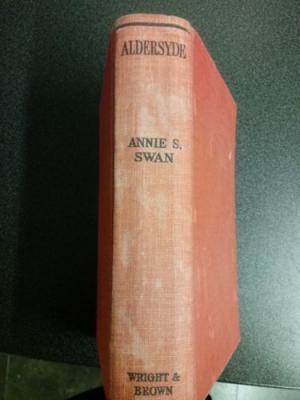 ALDERSYDE
ANNIE S.
SWAN
WRIGHT &
BROWN